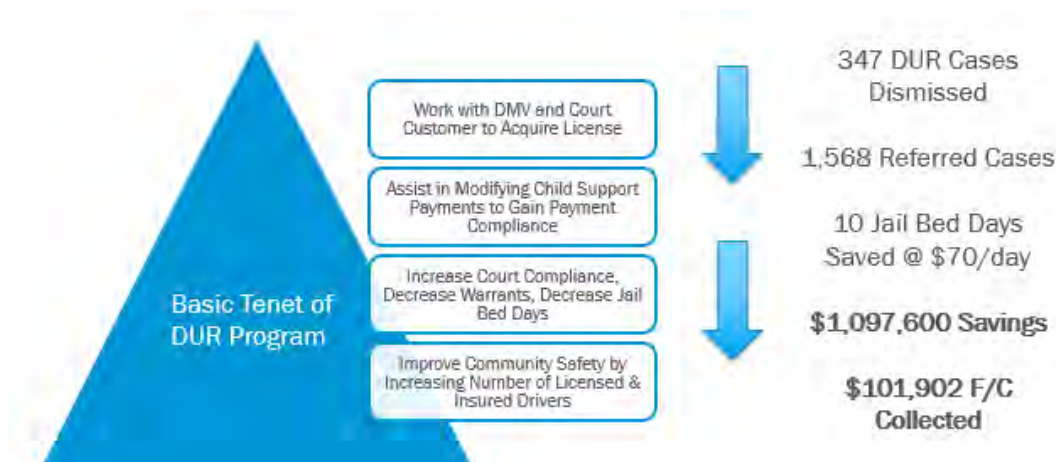 Basic Tenet of
DUR Program
Work with DMV and Court
Customer to Acquire License
Assist in Modifying Child Support
Payments to Gain Payment
Compliance
Increase Court Compliance,
Decrease Warrants, Decrease Jail
Bed Days
Improve Community Safety by
Increasing Number of Licensed &
Insured Drivers
347 DUR Cases
Dismissed
1,568 Referred Cases
10 Jail Bed Days
Saved @ $70/day
$1,097,600 Savings
$101,902 F/C
Collected